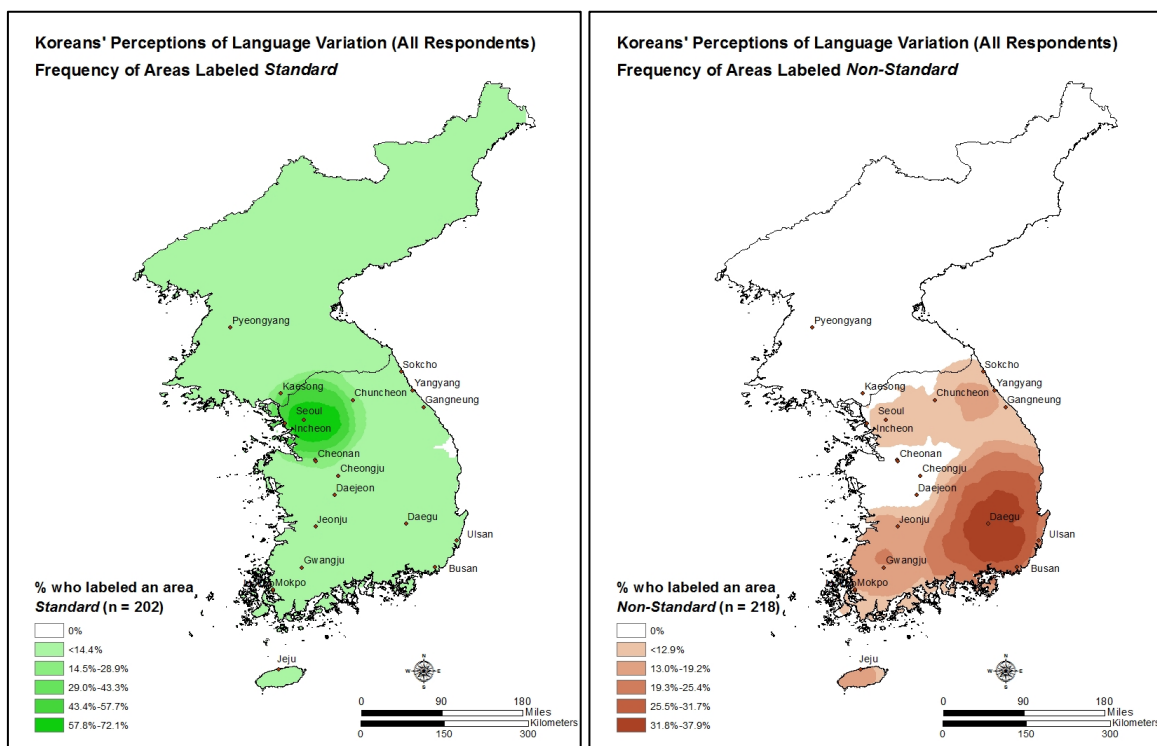 Koreans' Perceptions of Language Variation (All Respondents)
Frequency of Areas Labeled Standard
Pyeongyang
Sokcho
Kaesong
Yangyang
Chuncheon
Gangneung
Seoul
Incheon
Cheonan
Cheongju
Daejeon
Jeonju
Daegu
Ulsan
Gwangju
Busan
Mokpo
% who labeled an area
Standard (n = 202)
0%
<14.4%
14.5%-28.9%
29.0%-43.3%
43.4%-57.7%
57.8%-72.1%
Jeju
N
W E
S
0 90 180
Miles
Kilometers
0 150 300
Koreans' Perceptions of Language Variation (All Respondents)
Frequency of Areas Labeled Non-Standard
Pyeongyang
Sokcho
Kaesong
Yangyang
Chuncheon
Gangneung
Seoul
Incheon
Cheonan
Cheongju
Daejeon
Jeonju
Daegu
Ulsan
Gwangju
Busan
Mokpo
% who labeled an area
Non-Standard (n = 218)
0%
<12.9%
13.0%-19.2%
19.3%-25.4%
25.5%-31.7%
31.8%-37.9%
Jeju
N
W E
S
0 90 180
Miles
Kilometers
0 150 300